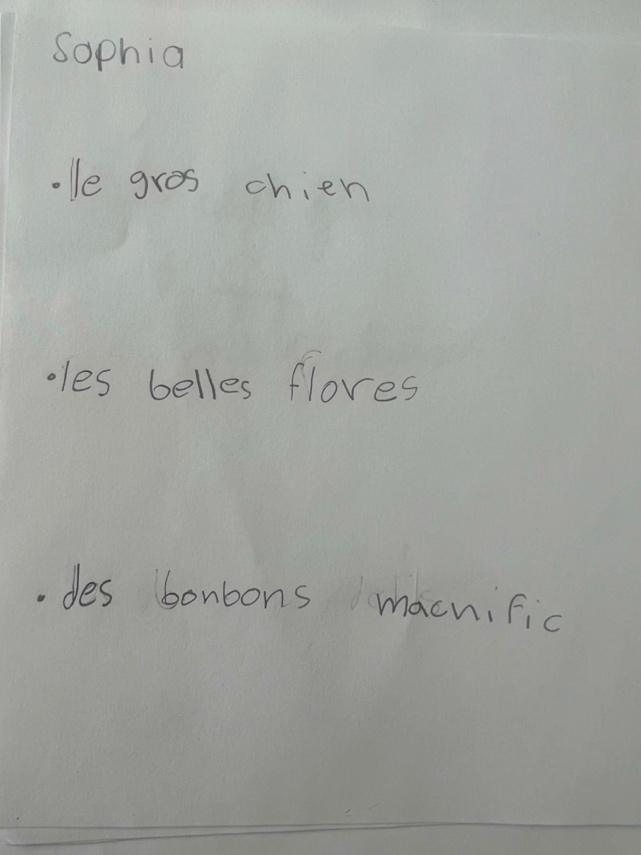 Sophia
• le gros chien
• les belles flores
• des bonbons macnific